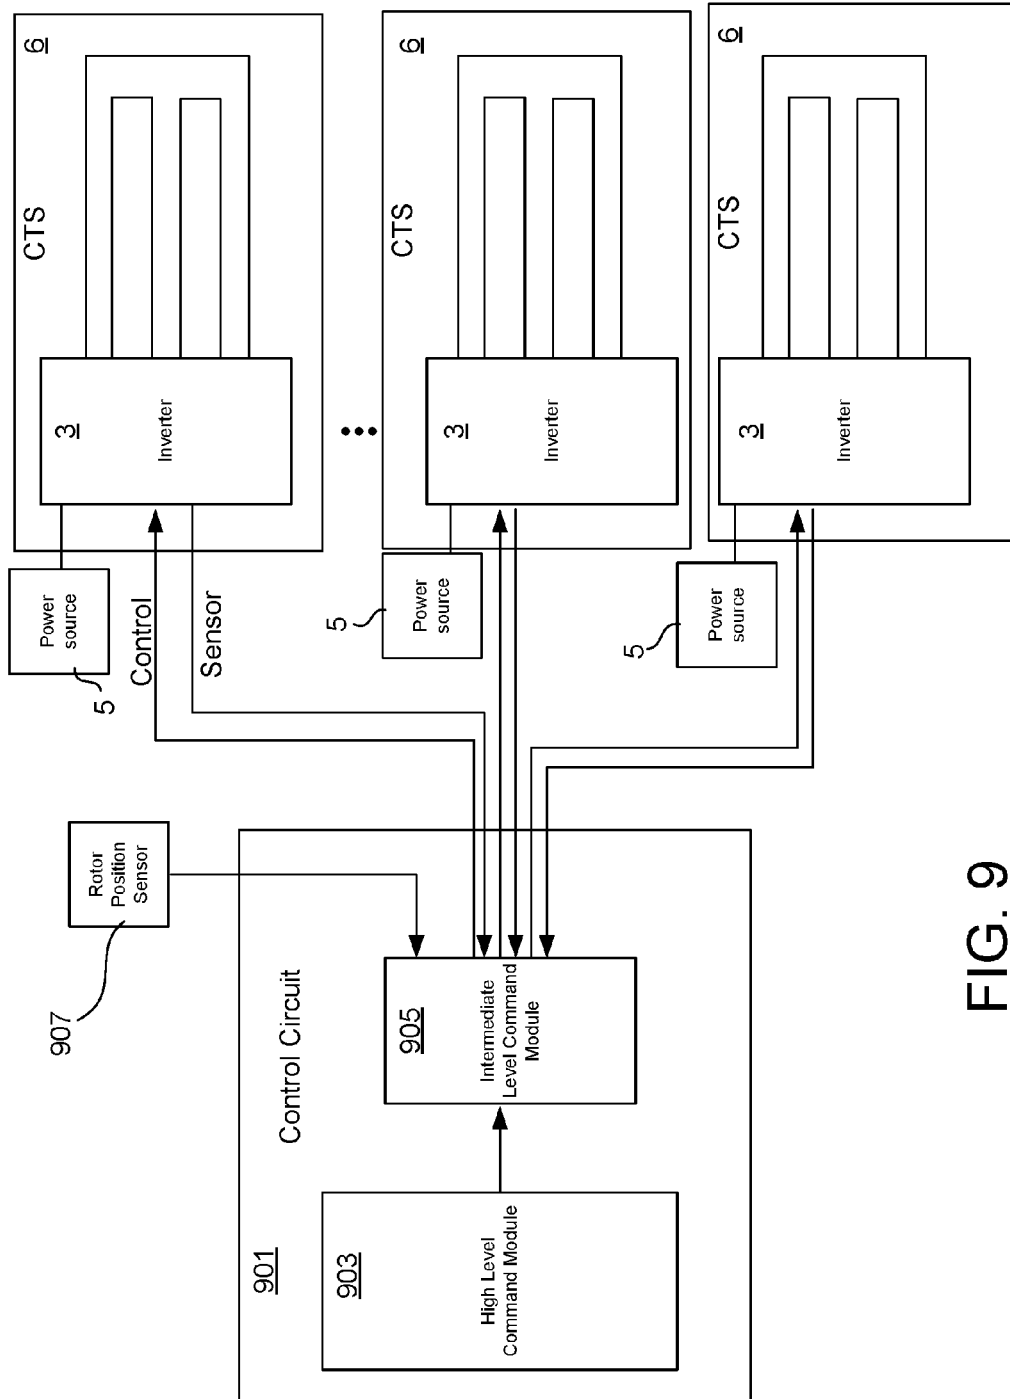 901
Control Circuit
903
High Level
Command Module
905
Intermediate
Level Command
Module
907
Rotor
Position
Sensor
Control
Sensor
5
Power
source
3
Inverter
CTS
6
5
Power
source
3
Inverter
CTS
6
5
Power
source
3
Inverter
CTS
6
FIG. 9